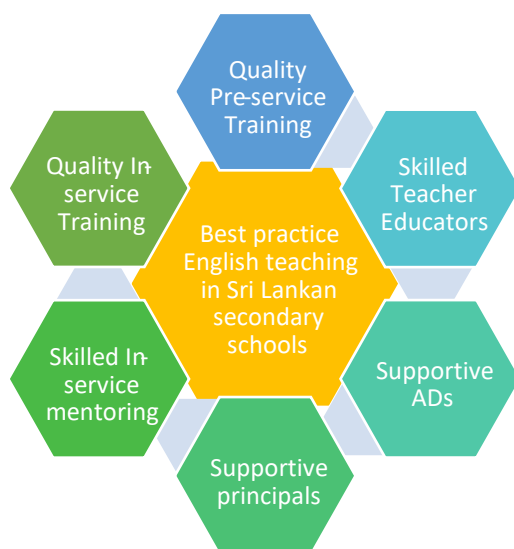 Quality
Pre-service
Training
Skilled
Teacher
Educators
Supportive
ADs
Supportive
principals
Skilled In-
service
mentoring
Quality In-
service
Training
Best practice
English teaching
in Sri Lankan
secondary
schools